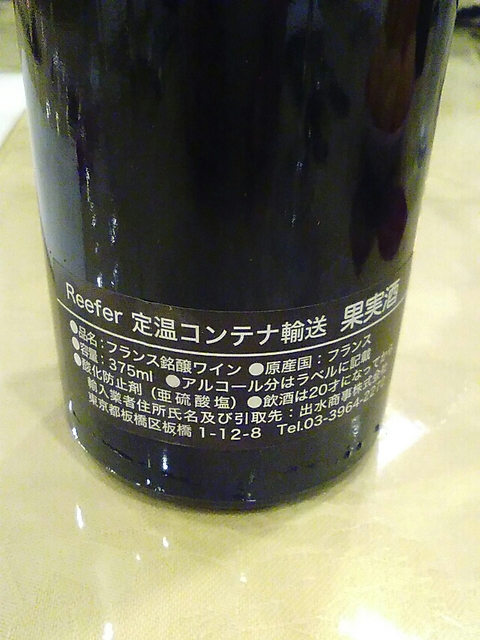 Reefer 定温コンテナ輸送 果実酒
●品名：フランス銘醸ワイン ●原産国：フランス
●容量：375ml ●アルコール分はラベルに記載
●酸化防止剤（亜硫酸塩）●飲酒は20才になってから
輸入業者住所氏名及び引取先：出水商事株式会社
東京都板橋区板橋 1-12-8 Tel.03-3964-2272